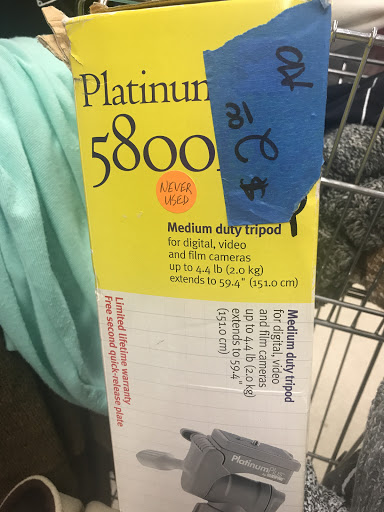 Platinum
5800
NEVER
USED
Medium duty tripod
for digital, video
and film cameras
up to 4.4 lb (2.0 kg)
extends to 59.4" (151.0 cm)
Medium duty tripod
for digital, video
and film cameras
up to 4.4 lb (2.0 kg)
extends to 59.4"
(151.0 cm)
Limited lifetime warranty
Free second quick-release plate